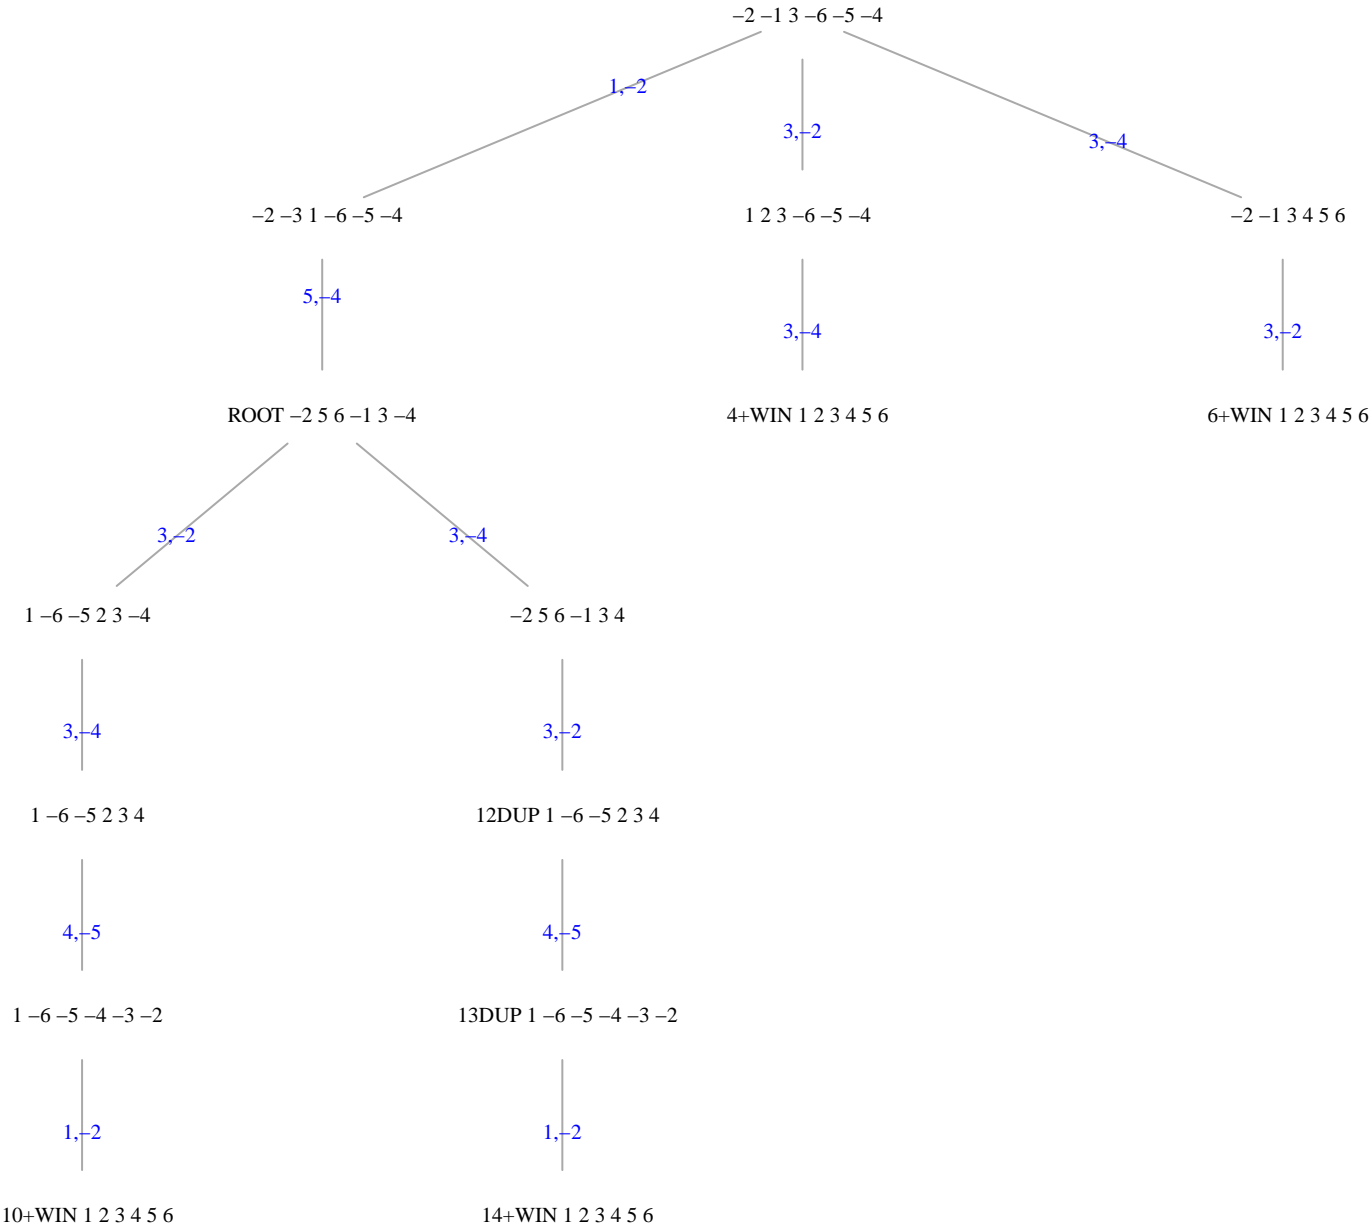 –2 –1 3 –6 –5 –4
1,–2
3,–2
3,–4
–2 –3 1 –6 –5 –4
1 2 3 –6 –5 –4
–2 –1 3 4 5 6
5,–4
3,–4
3,–2
ROOT –2 5 6 –1 3 –4
4+WIN 1 2 3 4 5 6
6+WIN 1 2 3 4 5 6
3,–2
3,–4
1 –6 –5 2 3 –4
–2 5 6 –1 3 4
3,–4
3,–2
1 –6 –5 2 3 4
12DUP 1 –6 –5 2 3 4
4,–5
4,–5
1 –6 –5 –4 –3 –2
13DUP 1 –6 –5 –4 –3 –2
1,–2
1,–2
10+WIN 1 2 3 4 5 6
14+WIN 1 2 3 4 5 6